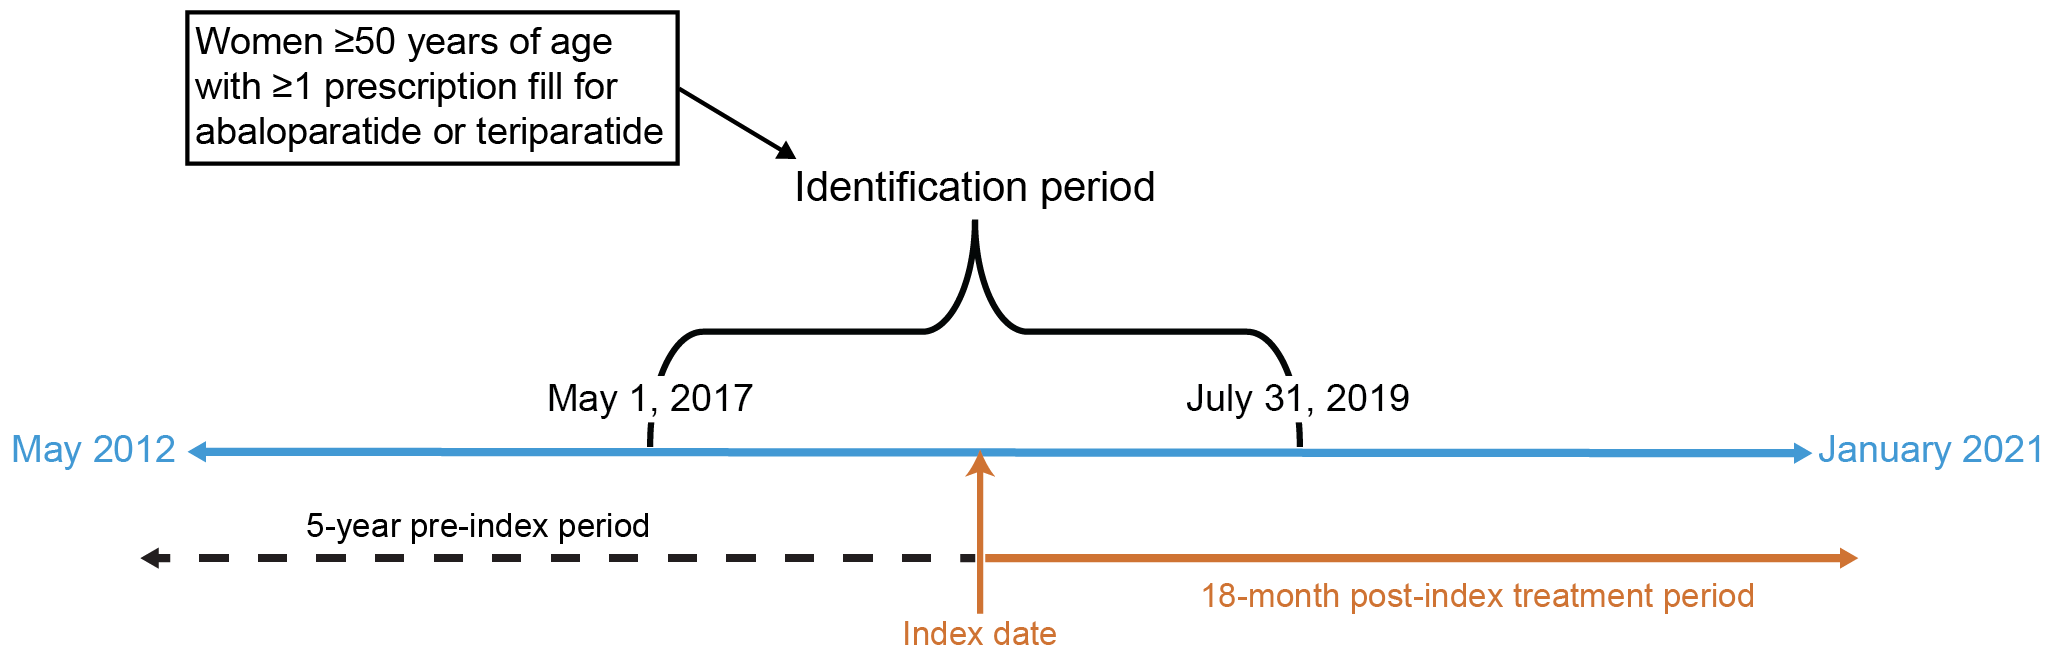 Women ≥50 years of age
with ≥1 prescription fill for
abaloparatide or teriparatide
Identification period
May 1, 2017
July 31, 2019
May 2012
January 2021
5-year pre-index period
18-month post-index treatment period
Index date